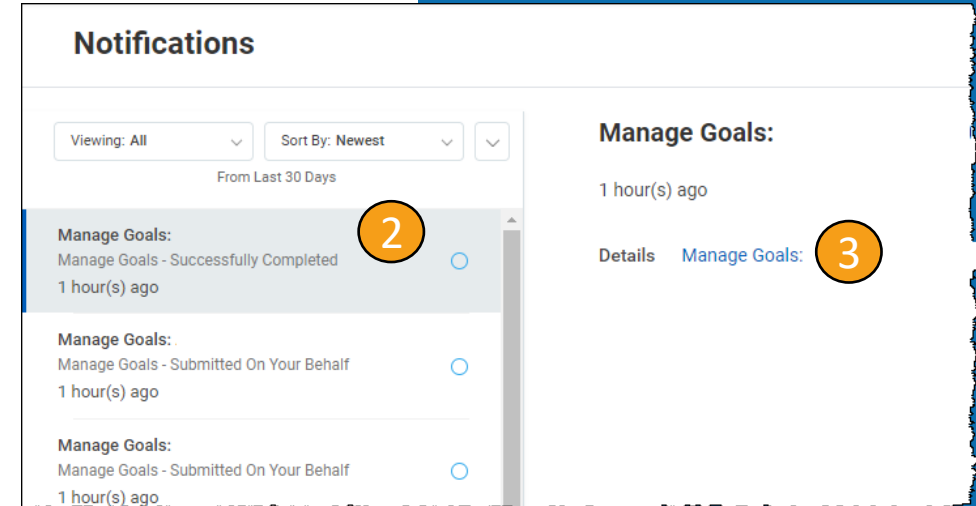 Notifications
Viewing: All
Sort By: Newest
From Last 30 Days
Manage Goals:
Manage Goals - Successfully Completed
1 hour(s) ago
2
Manage Goals:
Manage Goals - Submitted On Your Behalf
1 hour(s) ago
Manage Goals:
Manage Goals - Submitted On Your Behalf
1 hour(s) ago
Manage Goals:
1 hour(s) ago
Details Manage Goals:
3